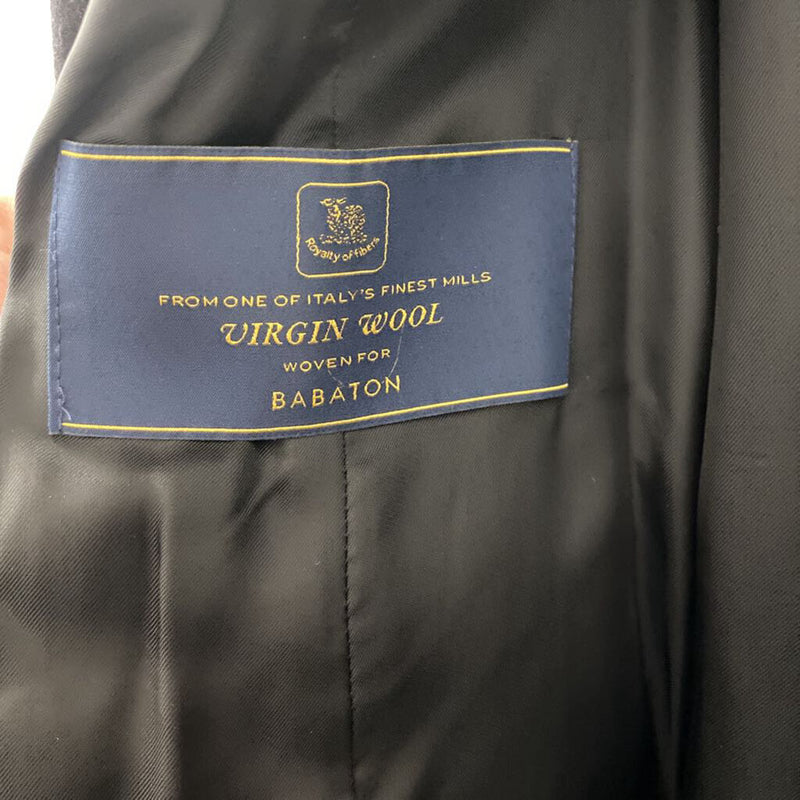 Royalty of fibers
FROM ONE OF ITALY'S FINEST MILLS
VIRGIN WOOL
WOVEN FOR
BABATON